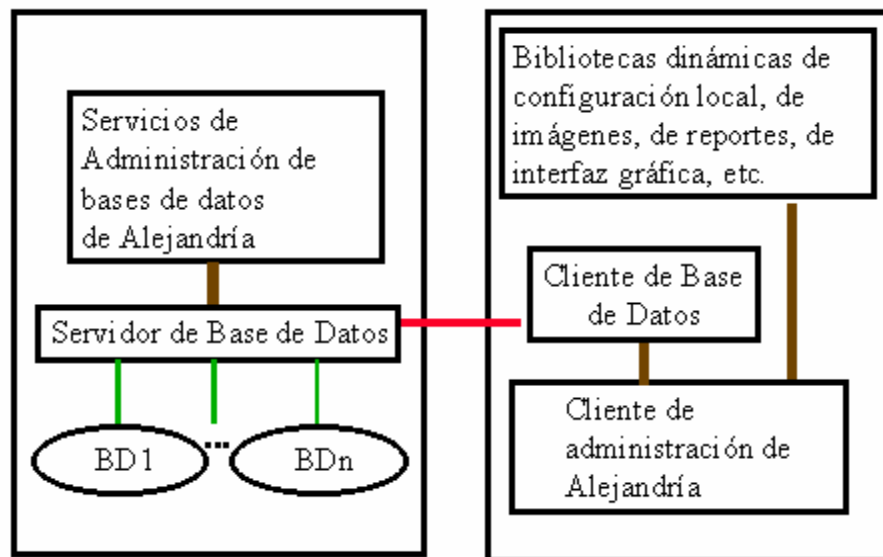 Servicios de
Administración de
bases de datos
de Alejandría
Servidor de Base de Datos
BD1
...
BDn
Bibliotecas dinámicas de
configuración local, de
imágenes, de reportes, de
interfaz gráfica, etc.
Cliente de Base
de Datos
Cliente de
administración de
Alejandría